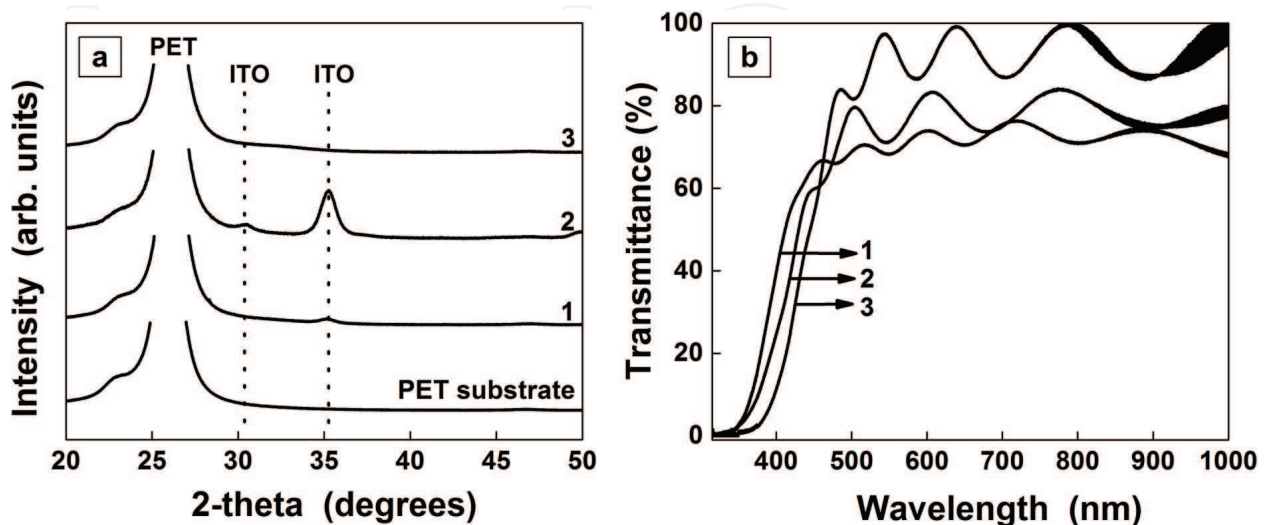 a
PET
ITO
ITO
3
2
1
PET substrate
Intensity (arb. units)
20
25
30
35
40
45
50
2-theta (degrees)
b
100
80
60
40
20
0
1
2
3
Transmittance (%)
400
500
600
700
800
900
1000
Wavelength (nm)